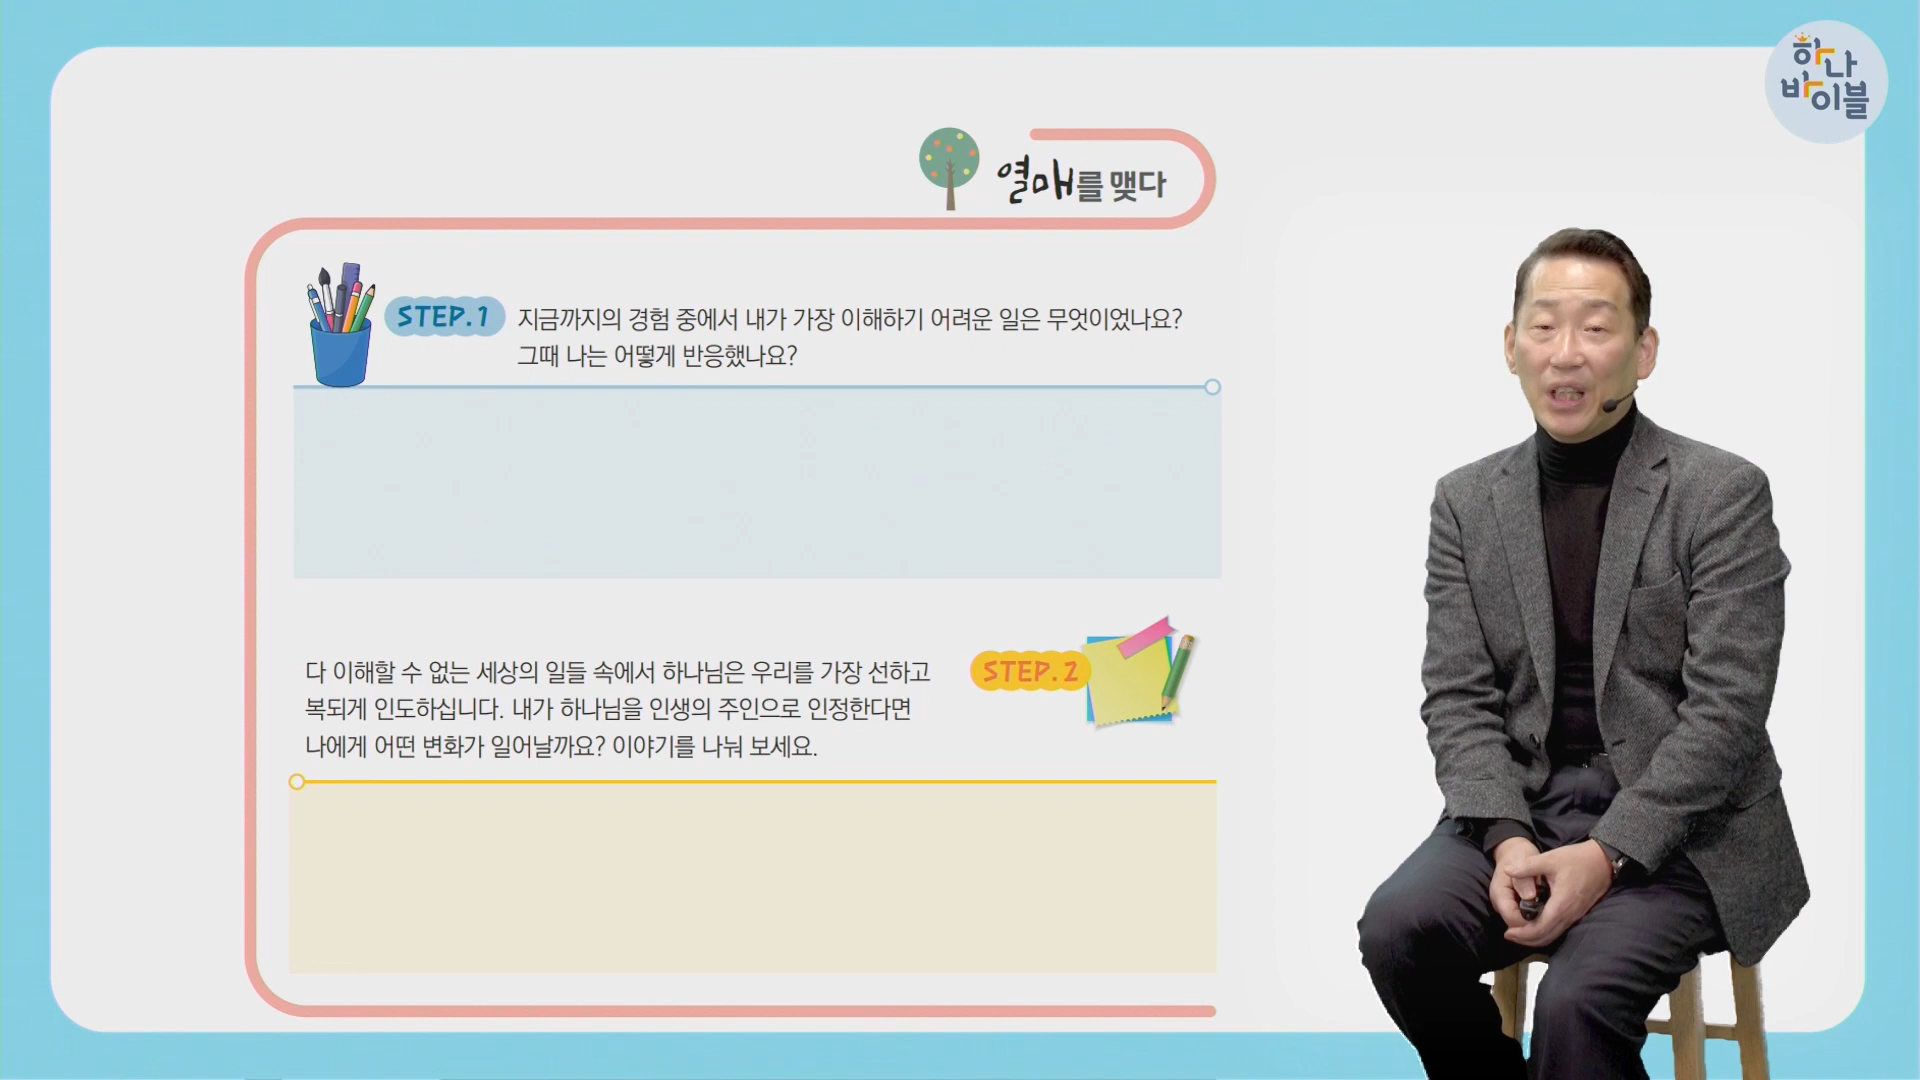 하나
바이블
열매를 맺다
STEP.1
지금까지의 경험 중에서 내가 가장 이해하기 어려운 일은 무엇이었나요?
그때 나는 어떻게 반응했나요?
STEP.2
다 이해할 수 없는 세상의 일들 속에서 하나님은 우리를 가장 선하고
복되게 인도하십니다. 내가 하나님을 인생의 주인으로 인정한다면
나에게 어떤 변화가 일어날까요? 이야기를 나눠 보세요.